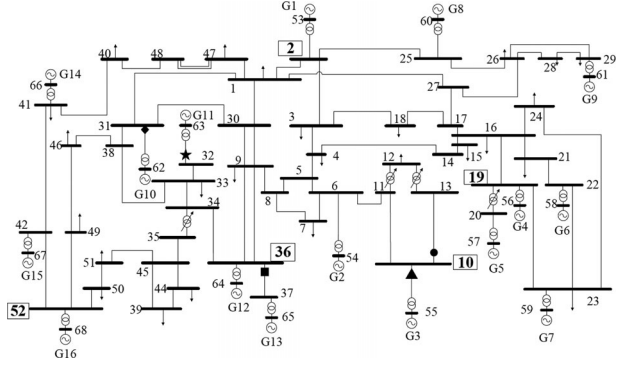 G1 G8
53 60
40 48 47 2 25 26 28 29
G14 61
66 1 27 G9
41 G11 24
31 63 30 3 18 17 16
46 38 32 4 14 15 21
62 9 5 12 19 22
G10 33 8 6 11 13 56 58
34 7 20 G4 G6
42 49 35 36 54 10 57
67 51 45 G2 G5
G15 50 44 64 37 55 59 23
52 39 G12 65 G3 G7
68 G13
G16